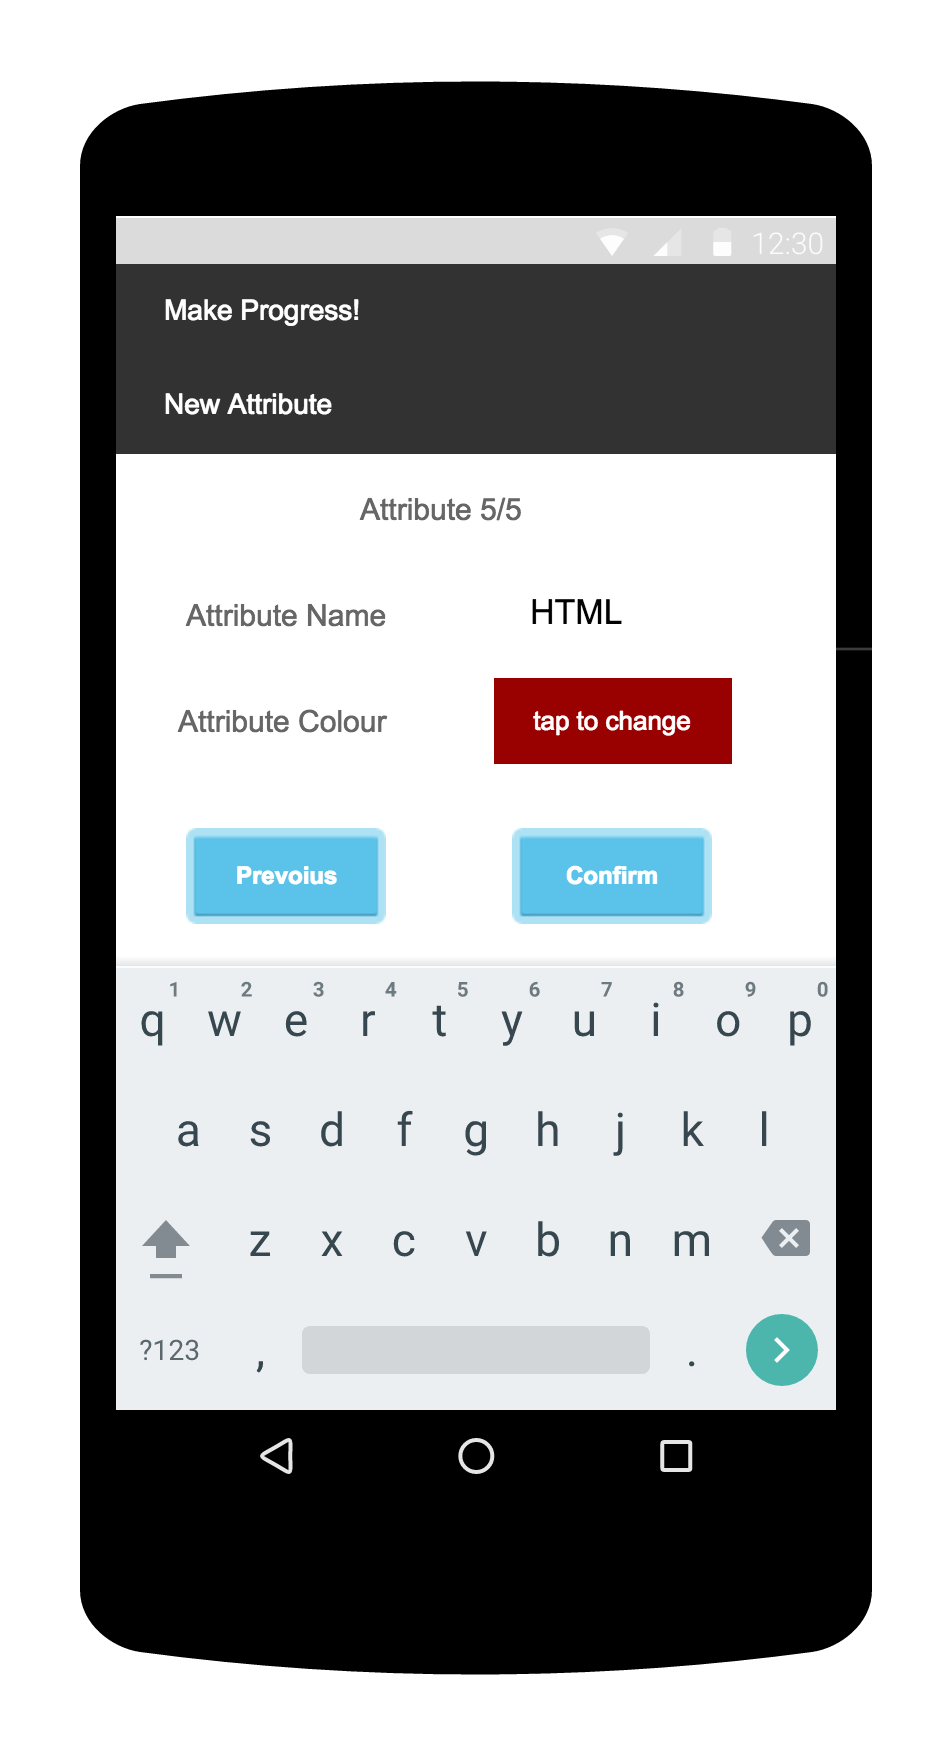 12:30
Make Progress!
New Attribute
Attribute 5/5
Attribute Name HTML
Attribute Colour tap to change
Prevoius Confirm
1 2 3 4 5 6 7 8 9 0
q w e r t y u i o p
a s d f g h j k l
z x c v b n m
?123 , .